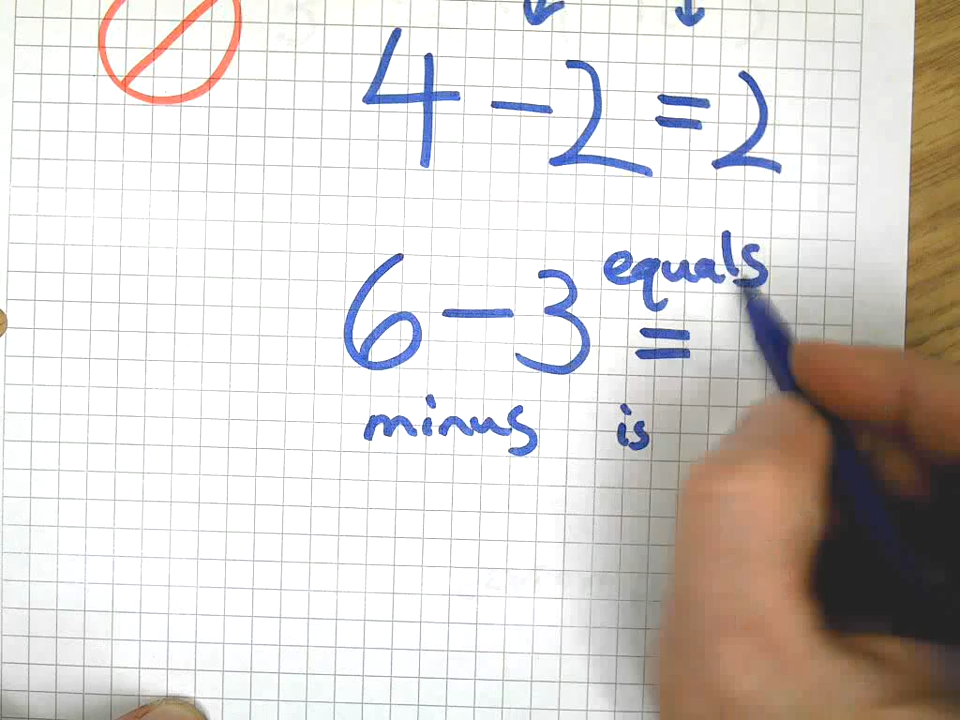 4 - 2 = 2
equals
6 - 3 =
minus is